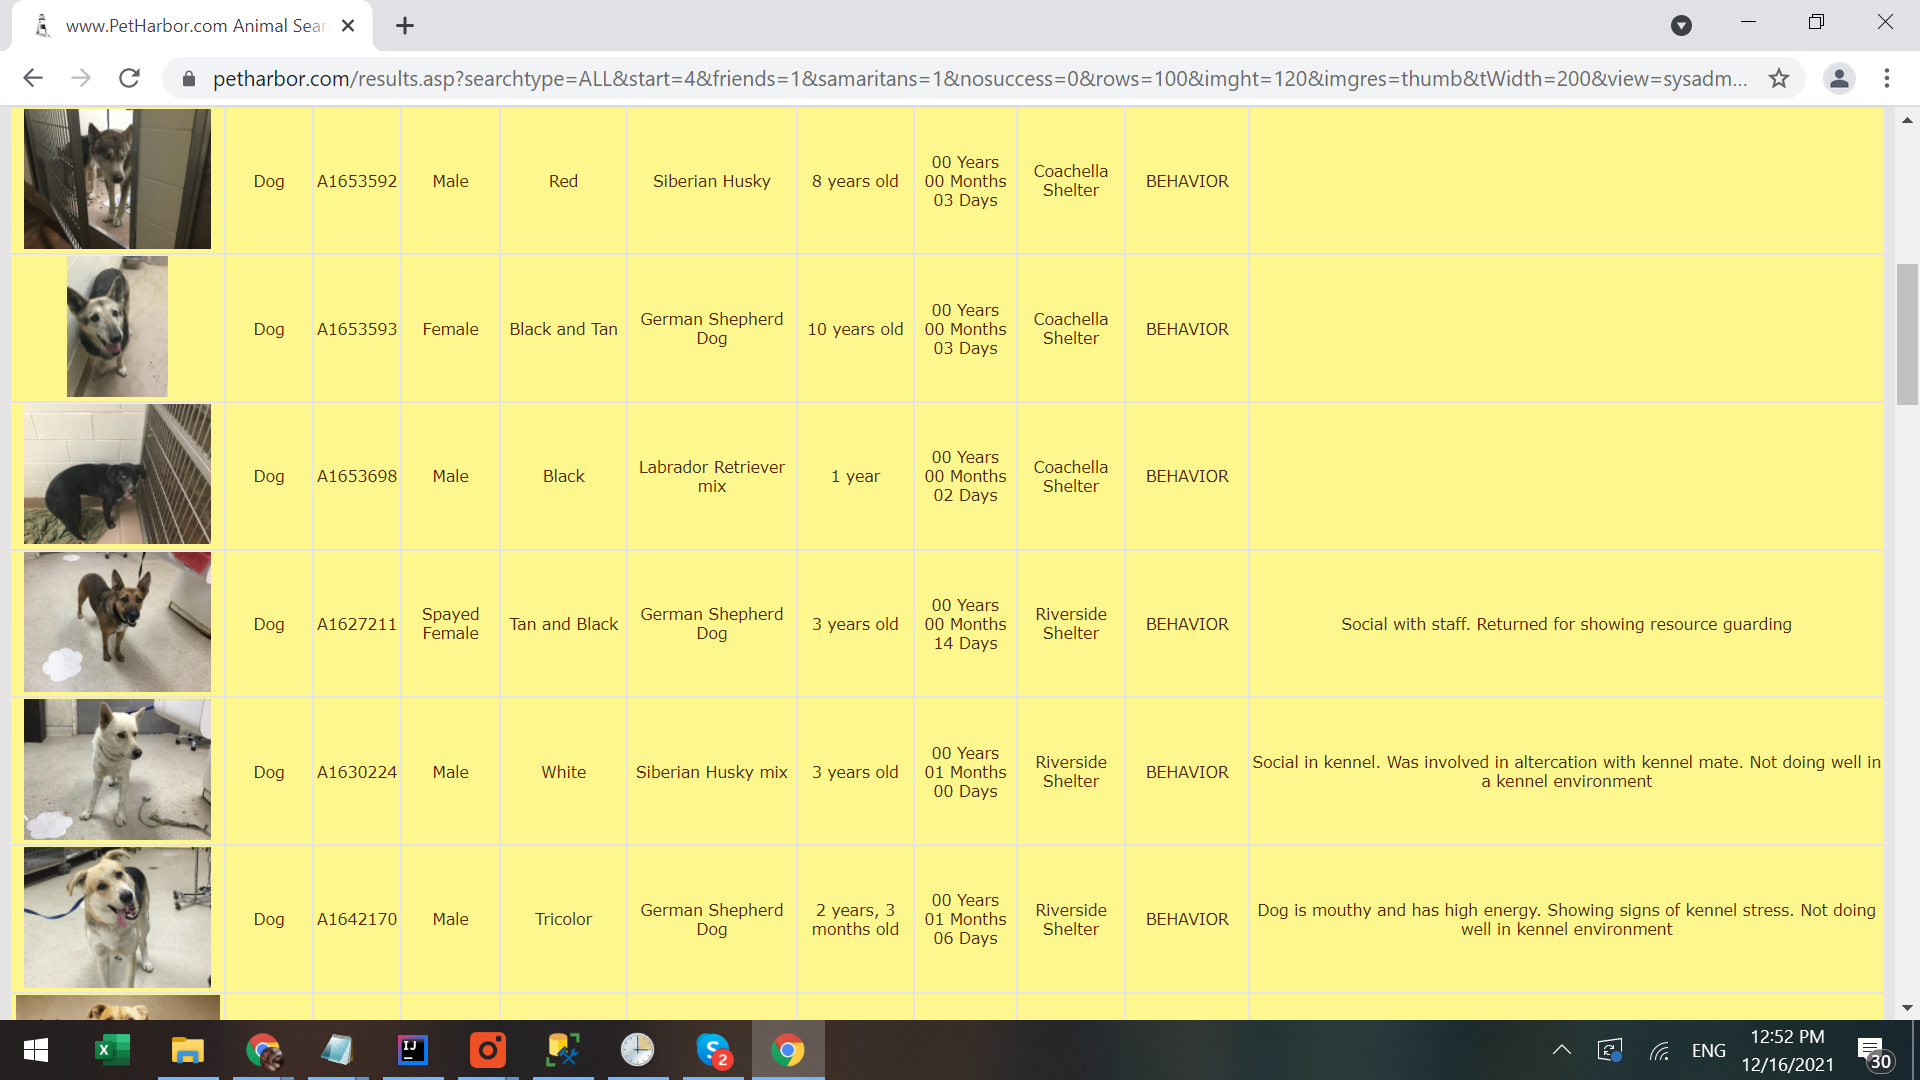 www.PetHarbor.com Animal Sear
petharbor.com/results.asp?searchtype=ALL&start=4&friends=1&samaritans=1&nosuccess=0&rows=100&imght=120&imgres=thumb&tWidth=200&view=sysadm...
Dog
A1653592
Male
Red
Siberian Husky
8 years old
00 Years
00 Months
03 Days
Coachella
Shelter
BEHAVIOR
Dog
A1653593
Female
Black and Tan
German Shepherd
Dog
10 years old
00 Years
00 Months
03 Days
Coachella
Shelter
BEHAVIOR
Dog
A1653698
Male
Black
Labrador Retriever
mix
1 year
00 Years
00 Months
02 Days
Coachella
Shelter
BEHAVIOR
Dog
A1627211
Spayed
Female
Tan and Black
German Shepherd
Dog
3 years old
00 Years
00 Months
14 Days
Riverside
Shelter
BEHAVIOR
Social with staff. Returned for showing resource guarding
Dog
A1630224
Male
White
Siberian Husky mix
3 years old
00 Years
01 Months
00 Days
Riverside
Shelter
BEHAVIOR
Social in kennel. Was involved in altercation with kennel mate. Not doing well in
a kennel environment
Dog
A1642170
Male
Tricolor
German Shepherd
Dog
2 years, 3
months old
00 Years
01 Months
06 Days
Riverside
Shelter
BEHAVIOR
Dog is mouthy and has high energy. Showing signs of kennel stress. Not doing
well in kennel environment
X
IJ
S
2
ENG
12:52 PM
12/16/2021
30